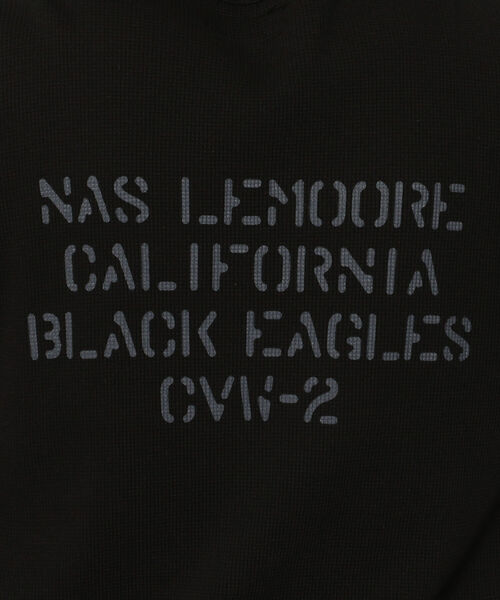 NAS LEMOORE
CALIFORNIA
BLACK EAGLES
CVW-2